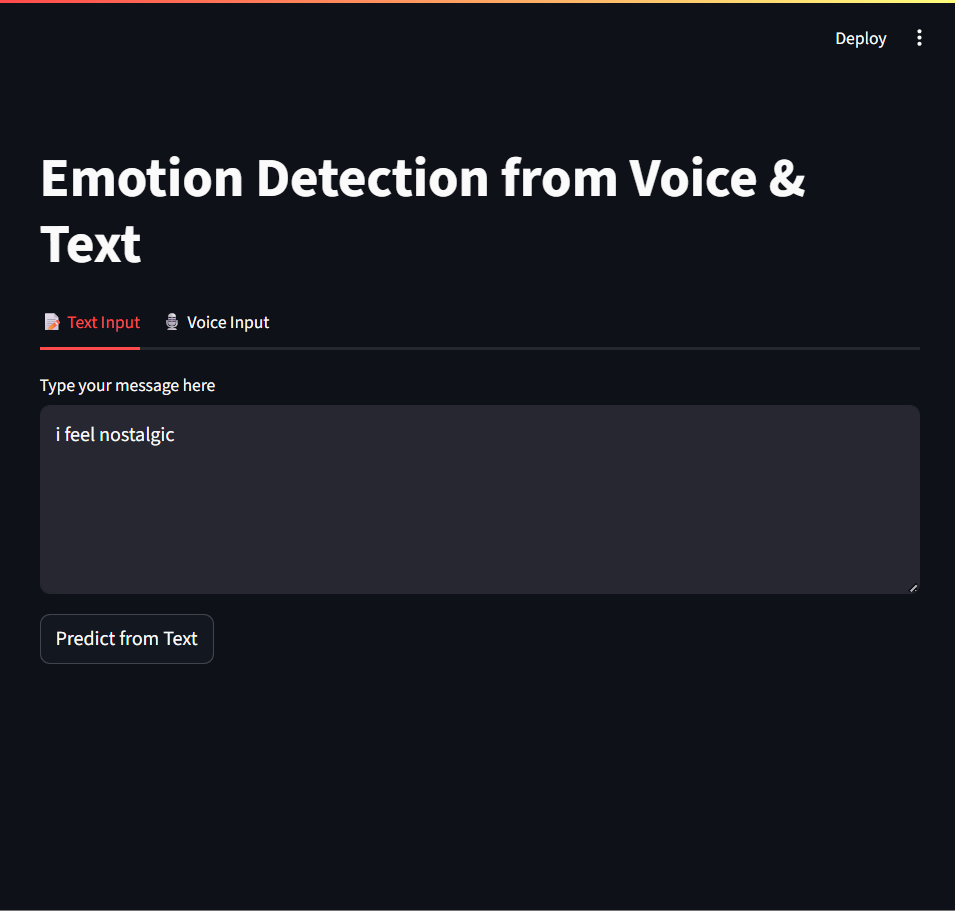 Deploy
Emotion Detection from Voice &
Text
Text Input
Voice Input
Type your message here
i feel nostalgic
Predict from Text